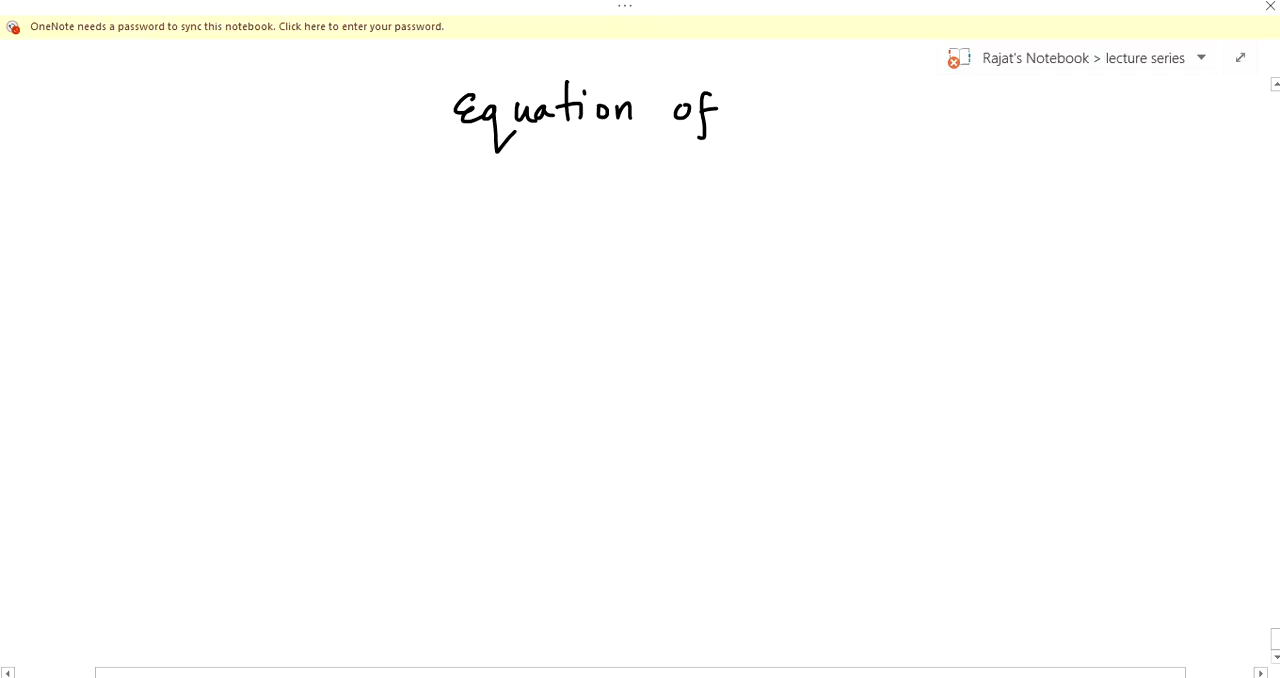 OneNote needs a password to sync this notebook. Click here to enter your password.
Rajat's Notebook > lecture series
Equation of